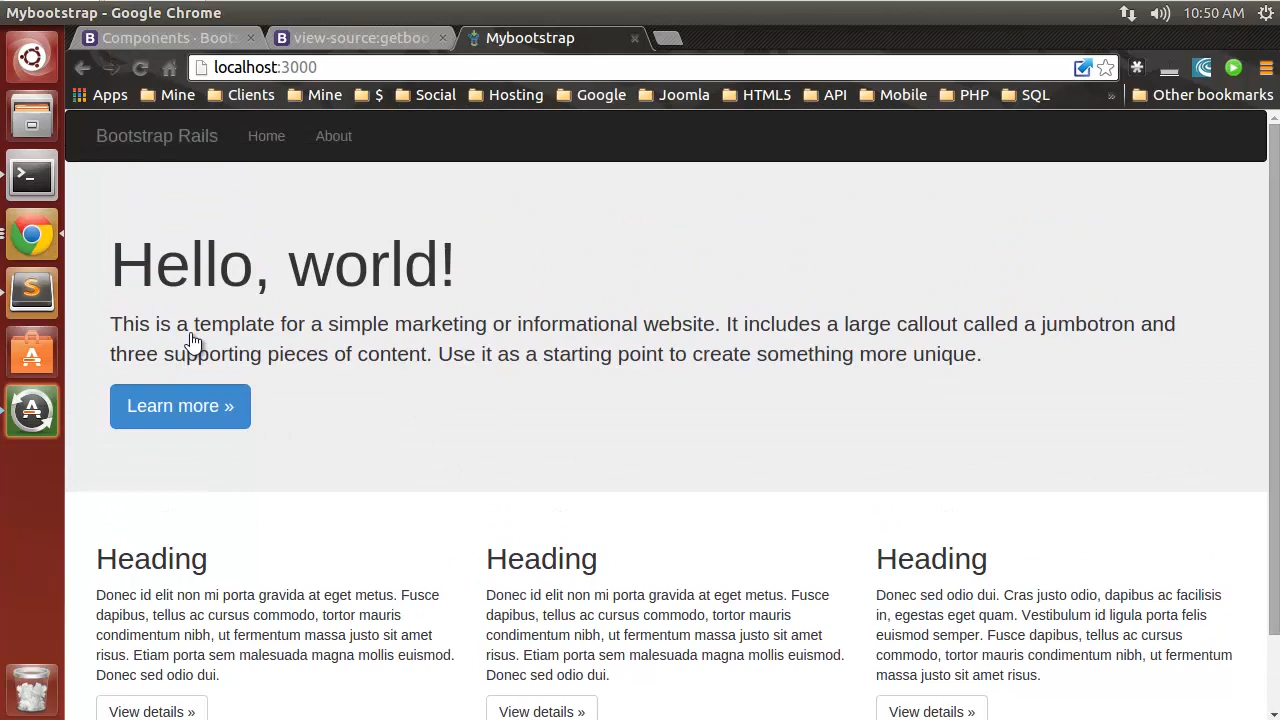 Mybootstrap - Google Chrome
10:50 AM
Components · Boots
view-source:getboo
Mybootstrap
localhost:3000
Apps Mine Clients Mine $ Social Hosting Google Joomla HTML5 API Mobile PHP SQL » Other bookmarks
Bootstrap Rails Home About
Hello, world!
This is a template for a simple marketing or informational website. It includes a large callout called a jumbotron and
three supporting pieces of content. Use it as a starting point to create something more unique.
Learn more »
Heading
Donec id elit non mi porta gravida at eget metus. Fusce
dapibus, tellus ac cursus commodo, tortor mauris
condimentum nibh, ut fermentum massa justo sit amet
risus. Etiam porta sem malesuada magna mollis euismod.
Donec sed odio dui.
View details »
Heading
Donec id elit non mi porta gravida at eget metus. Fusce
dapibus, tellus ac cursus commodo, tortor mauris
condimentum nibh, ut fermentum massa justo sit amet
risus. Etiam porta sem malesuada magna mollis euismod.
Donec sed odio dui.
View details »
Heading
Donec sed odio dui. Cras justo odio, dapibus ac facilisis
in, egestas eget quam. Vestibulum id ligula porta felis
euismod semper. Fusce dapibus, tellus ac cursus
commodo, tortor mauris condimentum nibh, ut fermentum
massa justo sit amet risus.
View details »